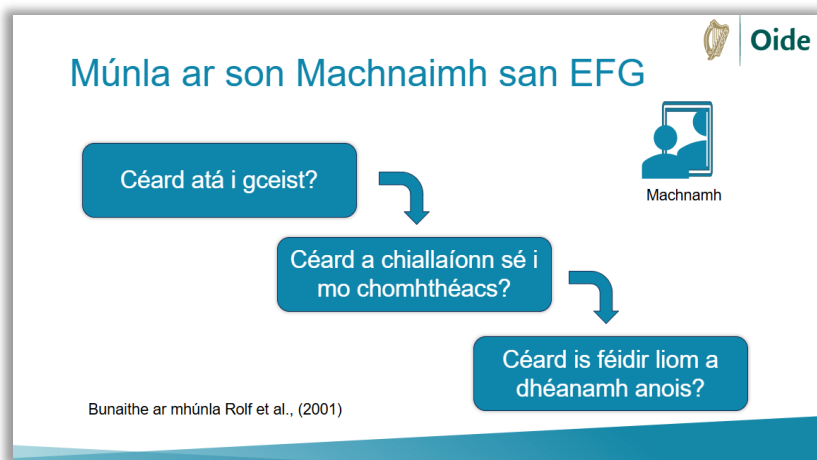 Oide
Múnla ar son Machnaimh san EFG
Machnamh
Céard atá i gceist?
Céard a chiallaíonn sé i
mo chomhthéacs?
Céard is féidir liom a
dhéanamh anois?
Bunaithe ar mhúnla Rolf et al., (2001)